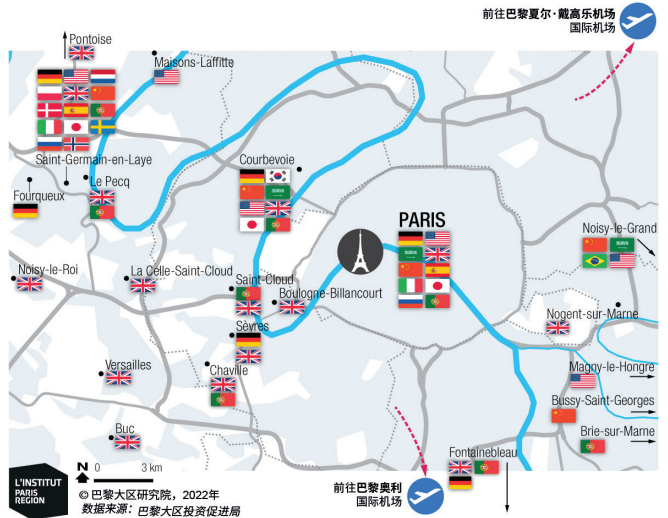 前往巴黎夏尔·戴高乐机场
国际机场
Pontoise
Maisons-Laffitte
Saint-Germain-en-Laye
Le Pecq
Fourqueux
Courbevoie
PARIS
Noisy-le-Grand
Noisy-le-Roi
La Celle-Saint-Cloud
Saint-Cloud
Boulogne-Billancourt
Sèvres
Nogent-sur-Marne
Versailles
Chaville
Magny-le-Hongre
Bussy-Saint-Georges
Brie-sur-Marne
Buc
Fontainebleau
N
0 3 km
L'INSTITUT
PARIS
REGION
© 巴黎大区研究院，2022年
数据来源：巴黎大区投资促进局
前往巴黎奥利
国际机场